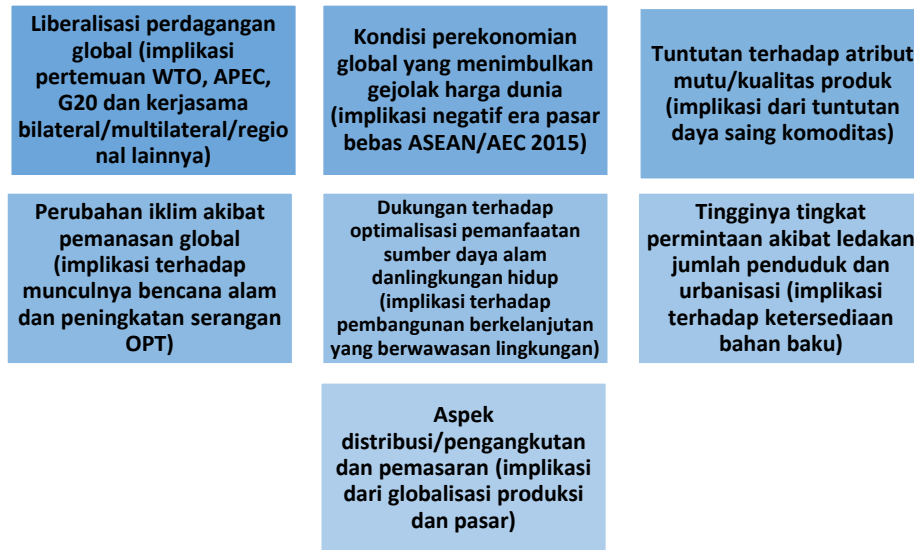 Liberalisasi perdagangan
global (implikasi
pertemuan WTO, APEC,
G20 dan kerjasama
bilateral/multilateral/regio
nal lainnya)
Kondisi perekonomian
global yang menimbulkan
gejolak harga dunia
(implikasi negatif era pasar
bebas ASEAN/AEC 2015)
Tuntutan terhadap atribut
mutu/kualitas produk
(implikasi dari tuntutan
daya saing komoditas)
Perubahan iklim akibat
pemanasan global
(implikasi terhadap
munculnya bencana alam
dan peningkatan serangan
OPT)
Dukungan terhadap
optimalisasi pemanfaatan
sumber daya alam
danlingkungan hidup
(implikasi terhadap
pembangunan berkelanjutan
yang berwawasan lingkungan)
Tingginya tingkat
permintaan akibat ledakan
jumlah penduduk dan
urbanisasi (implikasi
terhadap ketersediaan
bahan baku)
Aspek
distribusi/pengangkutan
dan pemasaran (implikasi
dari globalisasi produksi
dan pasar)